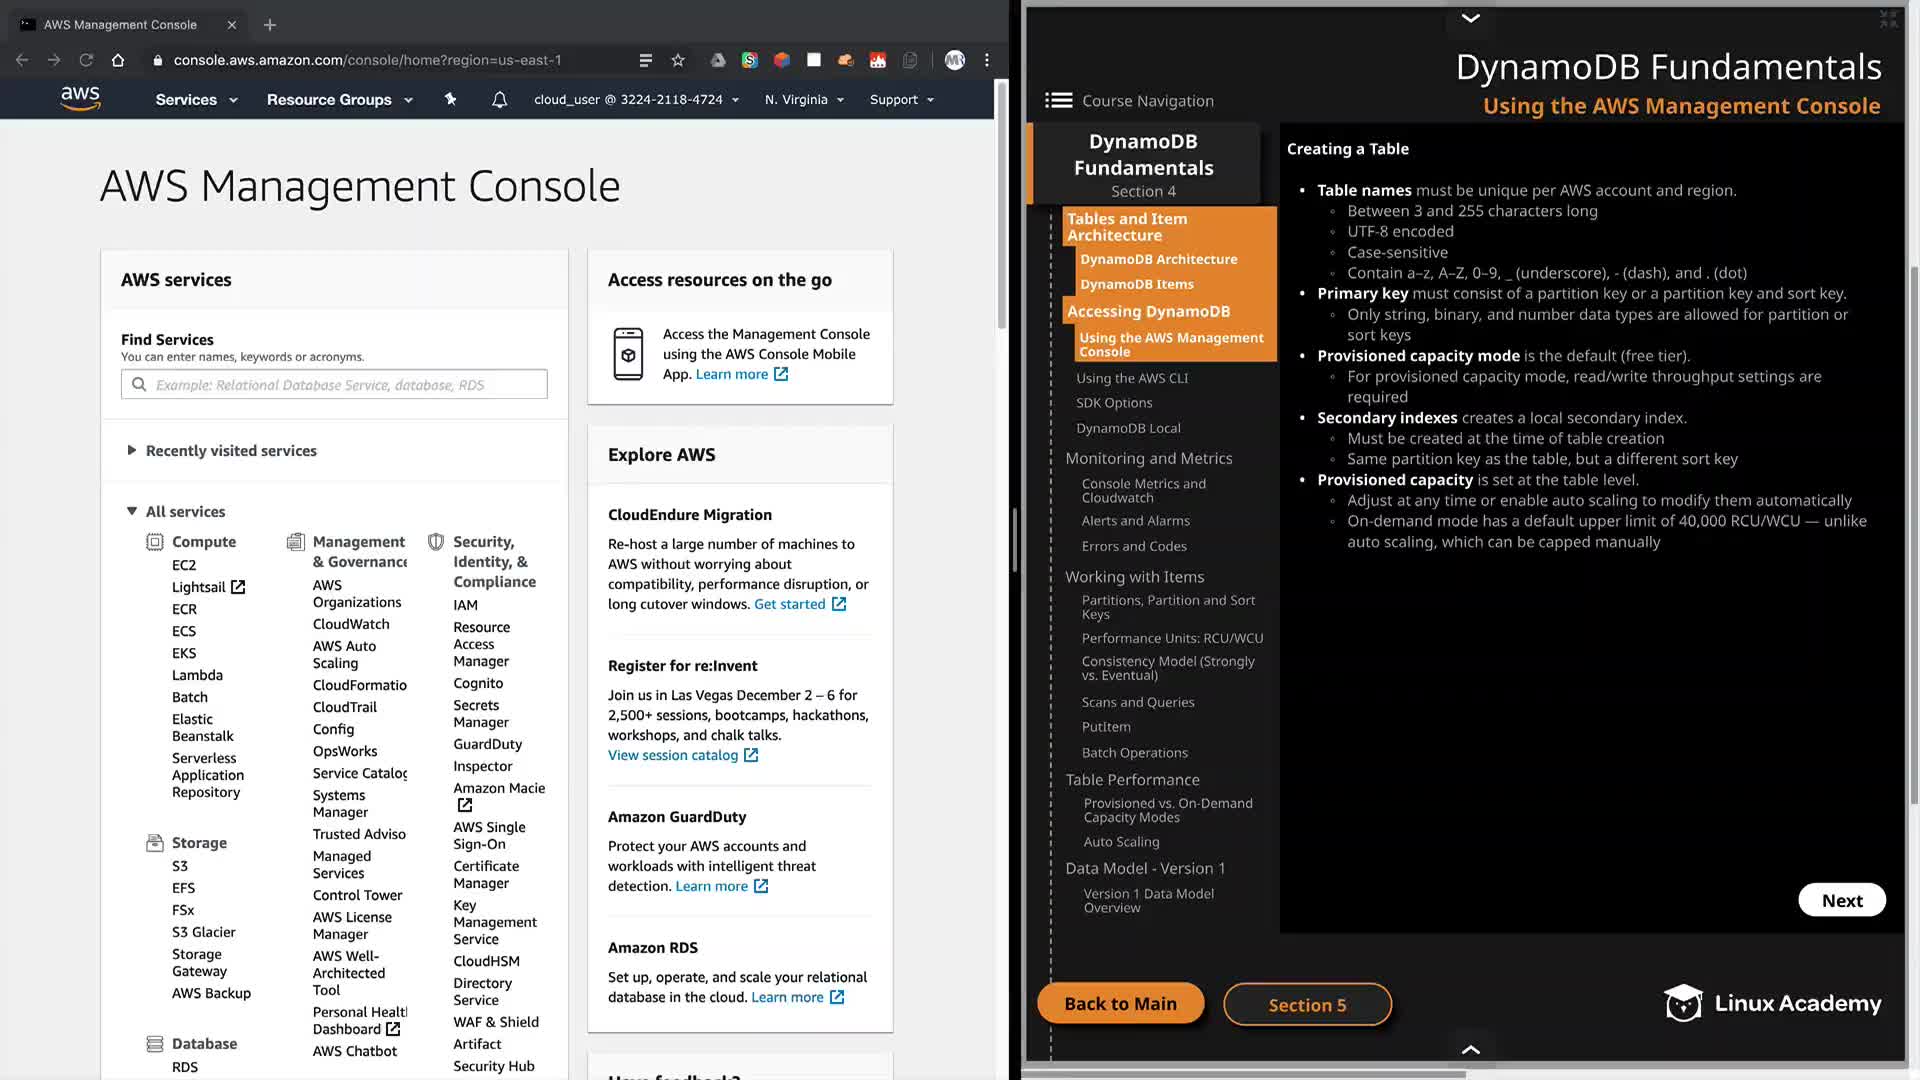 AWS Management Console
console.aws.amazon.com/console/home?region=us-east-1
MR
aws
Services
Resource Groups
cloud_user @ 3224-2118-4724
N. Virginia
Support
AWS Management Console
AWS services
Find Services
You can enter names, keywords or acronyms.
Example: Relational Database Service, database, RDS
Recently visited services
All services
Compute
EC2
Lightsail
ECR
ECS
EKS
Lambda
Batch
Elastic
Beanstalk
Serverless
Application
Repository
Storage
S3
EFS
FSx
S3 Glacier
Storage
Gateway
AWS Backup
Database
RDS
Management
& Governance
AWS
Organizations
CloudWatch
AWS Auto
Scaling
CloudFormatio
CloudTrail
Config
OpsWorks
Service Catalog
Systems
Manager
Trusted Adviso
Managed
Services
Control Tower
AWS License
Manager
AWS Well-
Architected
Tool
Personal Healt
Dashboard
AWS Chatbot
Security,
Identity, &
Compliance
IAM
Resource
Access
Manager
Cognito
Secrets
Manager
GuardDuty
Inspector
Amazon Macie
AWS Single
Sign-On
Certificate
Manager
Key
Management
Service
CloudHSM
Directory
Service
WAF & Shield
Artifact
Security Hub
Access resources on the go
Access the Management Console
using the AWS Console Mobile
App. Learn more
Explore AWS
CloudEndure Migration
Re-host a large number of machines to
AWS without worrying about
compatibility, performance disruption, or
long cutover windows. Get started
Register for re:Invent
Join us in Las Vegas December 2 – 6 for
2,500+ sessions, bootcamps, hackathons,
workshops, and chalk talks.
View session catalog
Amazon GuardDuty
Protect your AWS accounts and
workloads with intelligent threat
detection. Learn more
Amazon RDS
Set up, operate, and scale your relational
database in the cloud. Learn more
Have feedback?
DynamoDB Fundamentals
Using the AWS Management Console
Course Navigation
DynamoDB
Fundamentals
Section 4
Tables and Item
Architecture
DynamoDB Architecture
DynamoDB Items
Accessing DynamoDB
Using the AWS Management
Console
Using the AWS CLI
SDK Options
DynamoDB Local
Monitoring and Metrics
Console Metrics and
Cloudwatch
Alerts and Alarms
Errors and Codes
Working with Items
Partitions, Partition and Sort
Keys
Performance Units: RCU/WCU
Consistency Model (Strongly
vs. Eventual)
Scans and Queries
PutItem
Batch Operations
Table Performance
Provisioned vs. On-Demand
Capacity Modes
Auto Scaling
Data Model - Version 1
Version 1 Data Model
Overview
Creating a Table
• Table names must be unique per AWS account and region.
◦ Between 3 and 255 characters long
◦ UTF-8 encoded
◦ Case-sensitive
◦ Contain a–z, A–Z, 0–9, _ (underscore), - (dash), and . (dot)
• Primary key must consist of a partition key or a partition key and sort key.
◦ Only string, binary, and number data types are allowed for partition or
sort keys
• Provisioned capacity mode is the default (free tier).
◦ For provisioned capacity mode, read/write throughput settings are
required
• Secondary indexes creates a local secondary index.
◦ Must be created at the time of table creation
◦ Same partition key as the table, but a different sort key
• Provisioned capacity is set at the table level.
◦ Adjust at any time or enable auto scaling to modify them automatically
◦ On-demand mode has a default upper limit of 40,000 RCU/WCU — unlike
auto scaling, which can be capped manually
Next
Back to Main
Section 5
Linux Academy